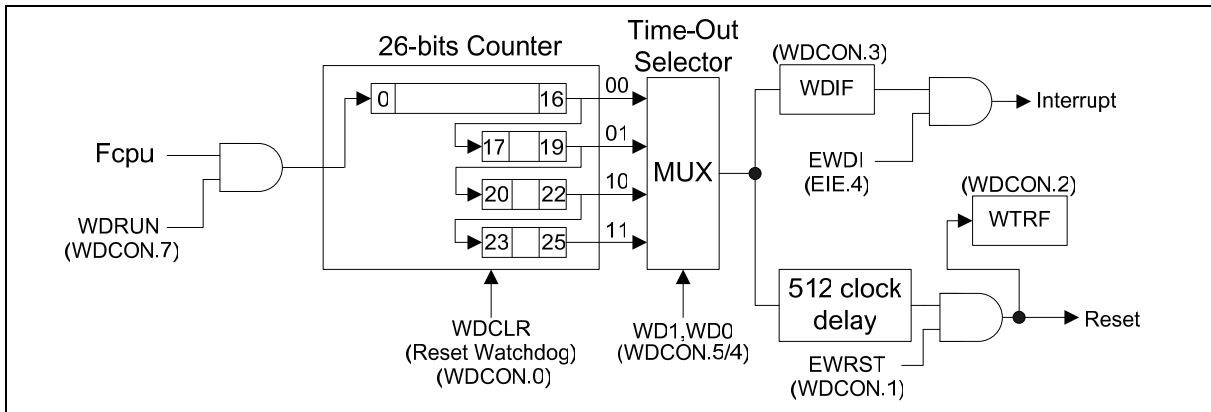 26-bits Counter
Time-Out
Selector
Fcpu
WDRUN
(WDCON.7)
0
16
17
19
20
22
23
25
00
01
10
11
MUX
WDCLR
(Reset Watchdog)
(WDCON.0)
WD1,WD0
(WDCON.5/4)
(WDCON.3)
WDIF
EWDI
(EIE.4)
Interrupt
(WDCON.2)
WTRF
512 clock
delay
EWRST
(WDCON.1)
Reset